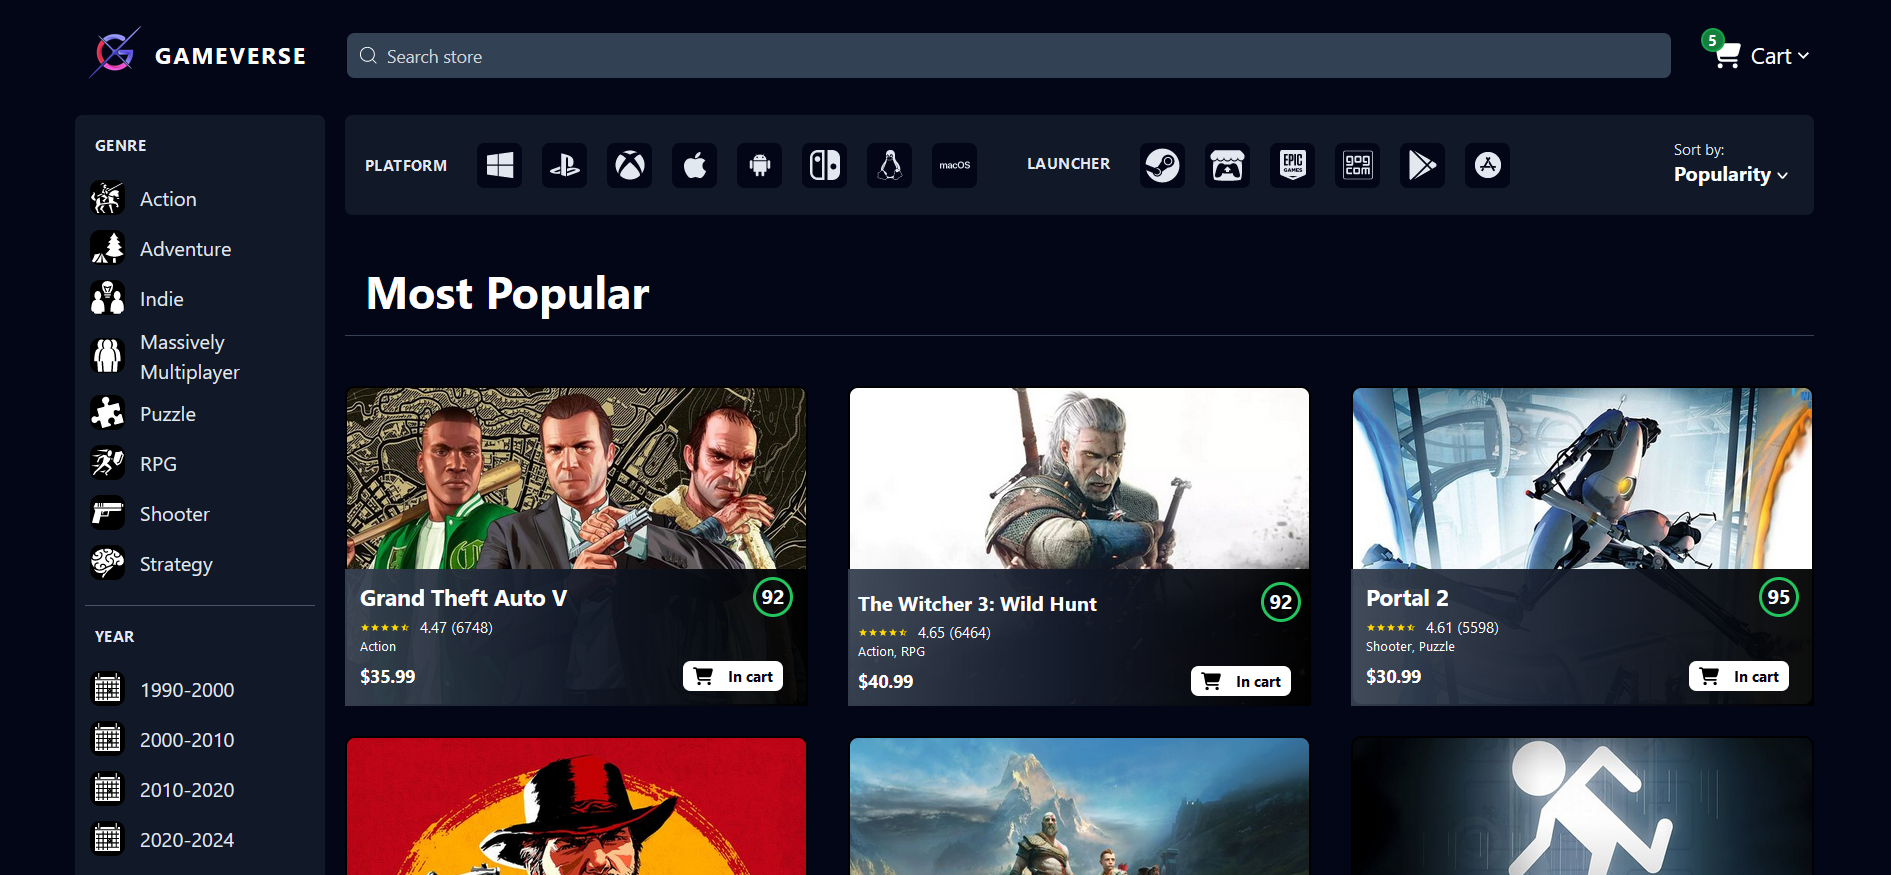 GAMEVERSE
Search store
5
Cart
GENRE
Action
Adventure
Indie
Massively
Multiplayer
Puzzle
RPG
Shooter
Strategy
YEAR
1990-2000
2000-2010
2010-2020
2020-2024
PLATFORM
macOS
LAUNCHER
EPIC
GAMES
gog
com
Sort by:
Popularity
Most Popular
Grand Theft Auto V
92
4.47 (6748)
Action
$35.99
In cart
The Witcher 3: Wild Hunt
92
4.65 (6464)
Action, RPG
$40.99
In cart
Portal 2
95
4.61 (5598)
Shooter, Puzzle
$30.99
In cart